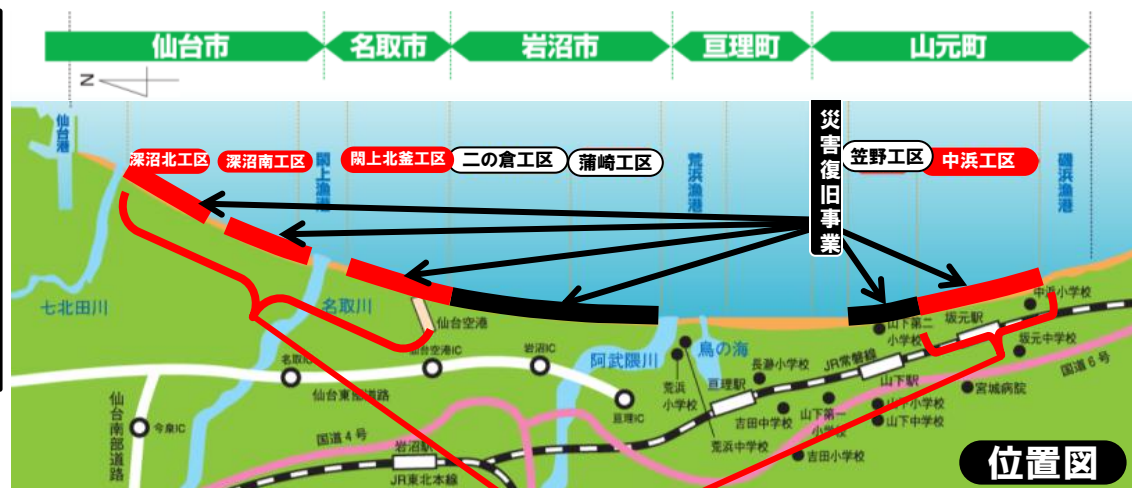 仙台市
名取市
岩沼市
亘理町
山元町
N
仙台港
深沼北工区
深沼南工区
閖上漁港
閖上北釜工区
二の倉工区
蒲崎工区
荒浜漁港
災害復旧事業
笠野工区
中浜工区
磯浜漁港
七北田川
名取川
仙台空港
阿武隈川
鳥の海
中浜小学校
坂元駅
坂元中学校
山下第二
小学校
JR常磐線
国道6号
仙台空港IC
岩沼IC
仙台東部道路
亘理IC
荒浜
小学校
亘理駅
長瀞小学校
山下駅
宮城病院
山下小学校
山下中学校
山下第一
小学校
吉田中学校
吉田小学校
荒浜中学校
仙台南部道路
今泉IC
国道4号
岩沼駅
JR東北本線
位置図